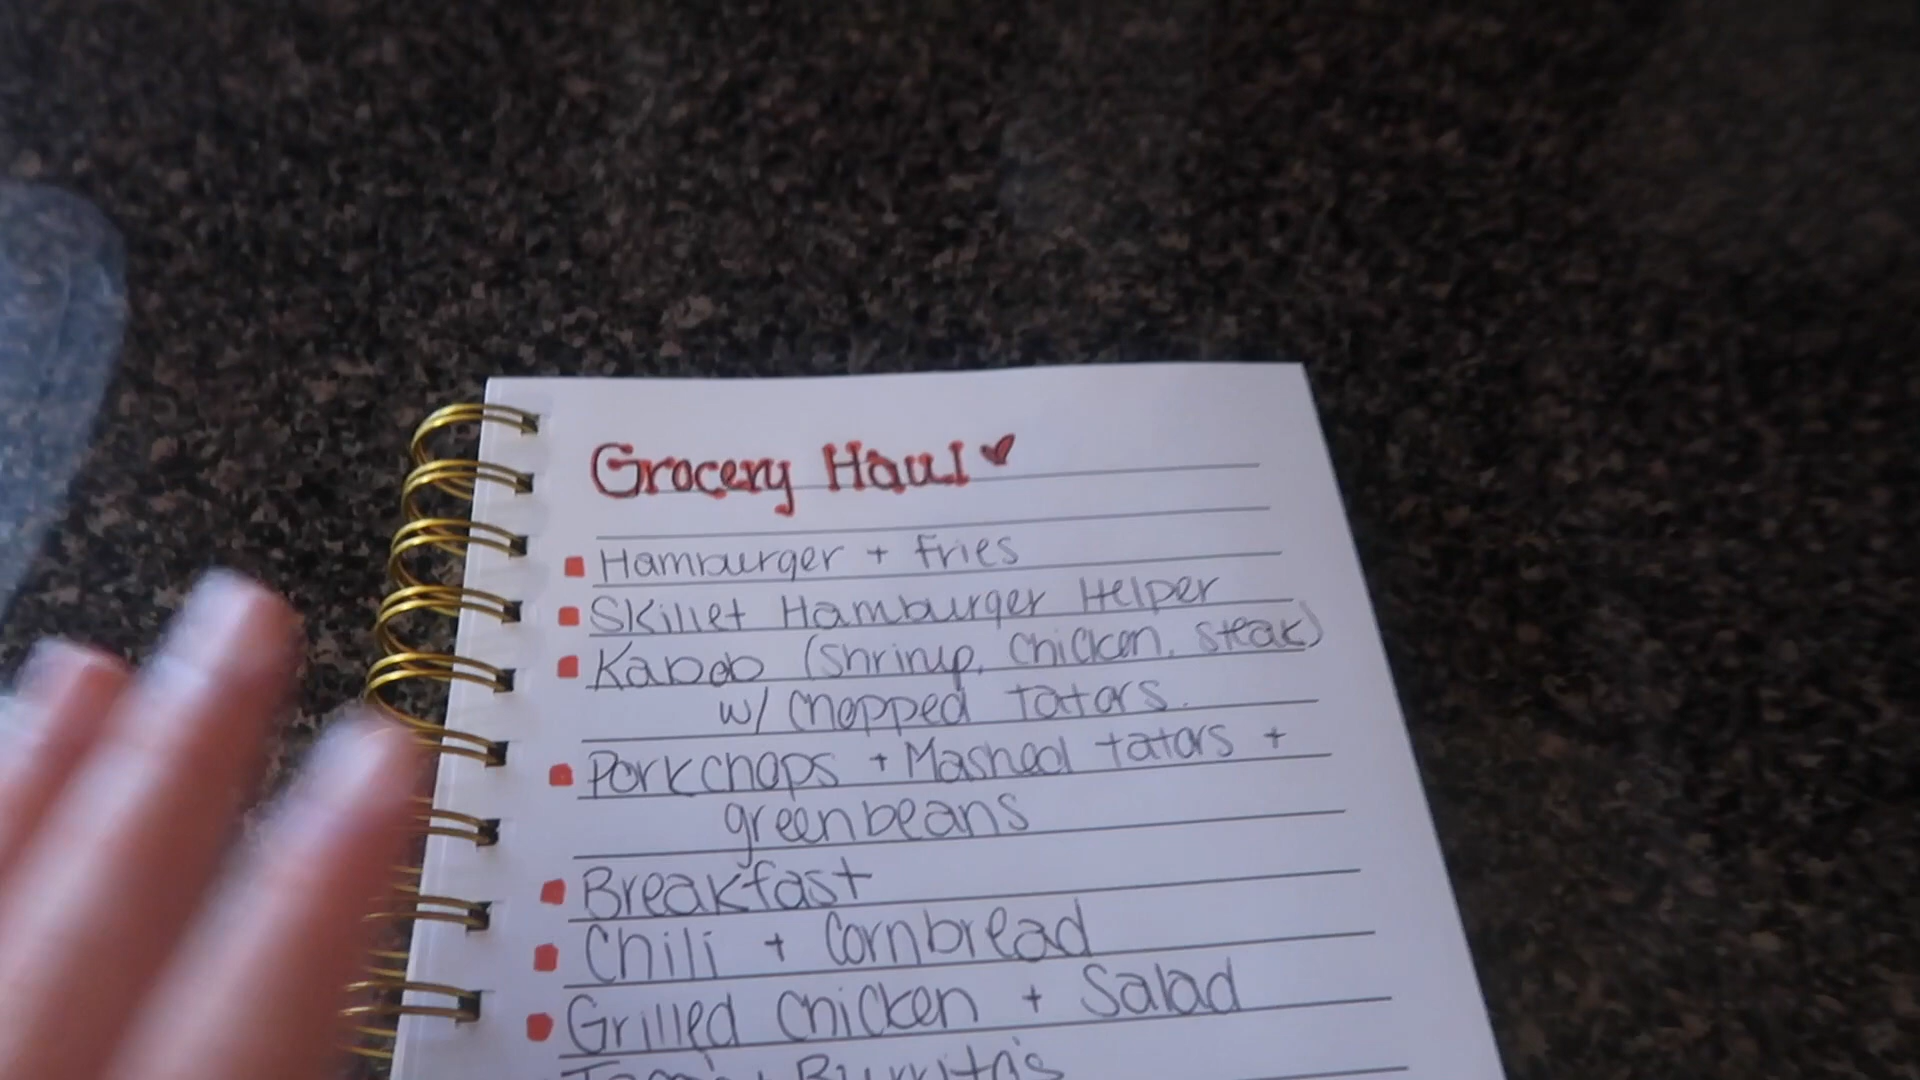 Grocery Haul
Hamburger + Fries
Skillet Hamburger Helper
Kabob (Shrimp, Chicken, Steak)
w/ Chopped Tators.
Porkchops + Mashed tators +
greenbeans
Breakfast
Chili + Cornbread
Grilled Chicken + Salad
Burrito's